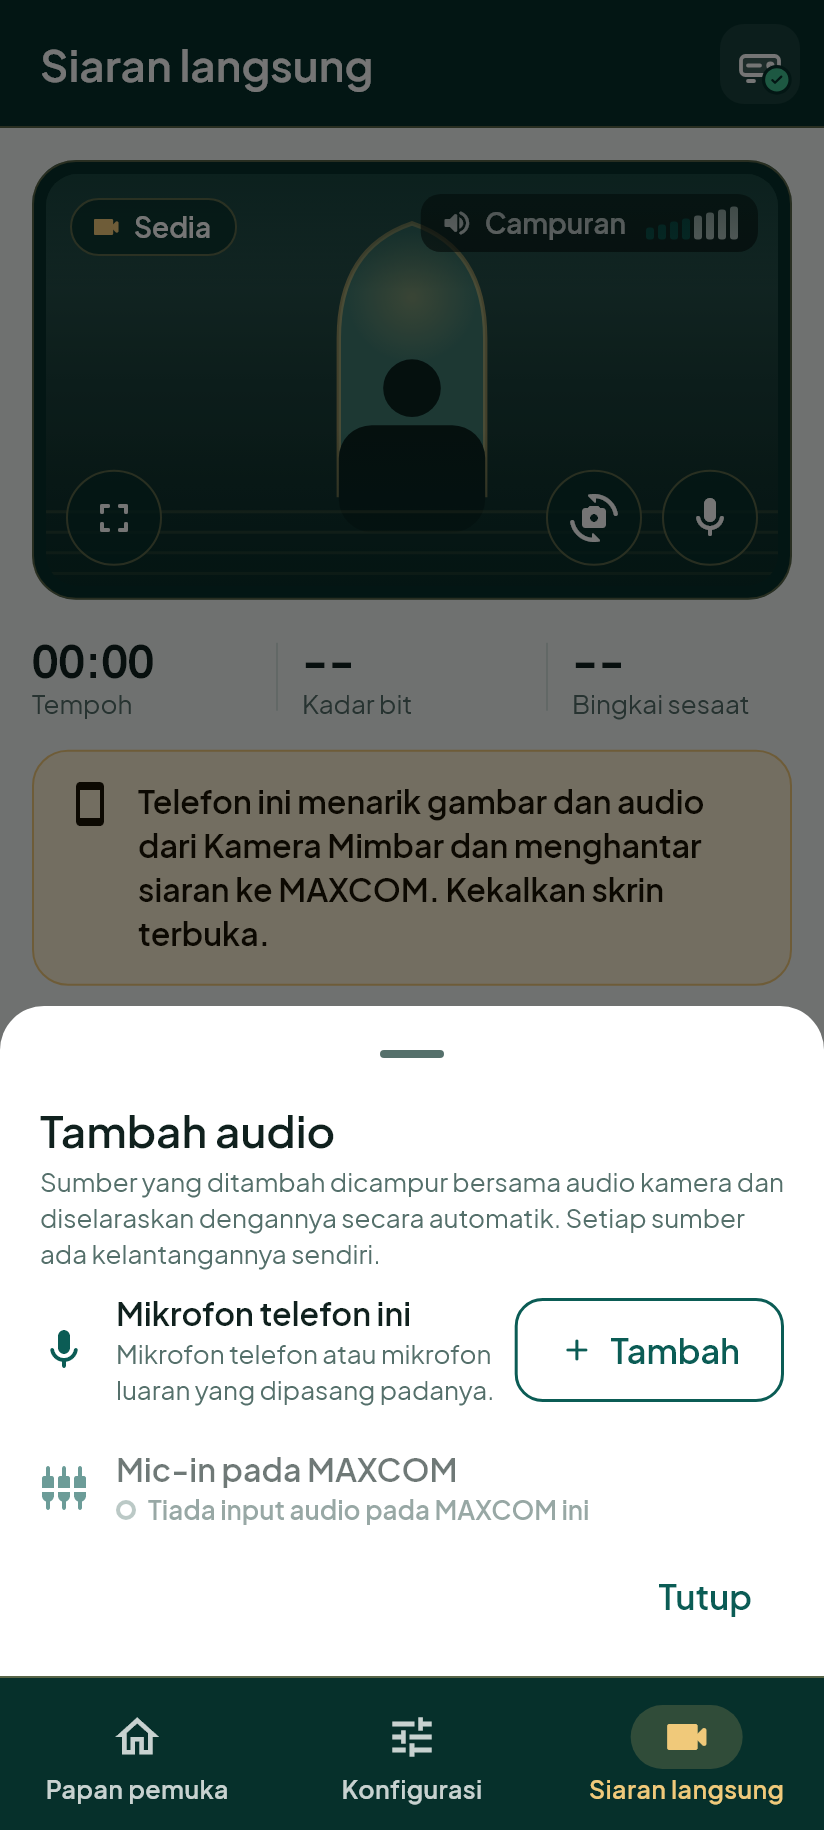 Siaran langsung
Sedia
Campuran
00:00
Tempoh
--
Kadar bit
--
Bingkai sesaat
Telefon ini menarik gambar dan audio
dari Kamera Mimbar dan menghantar
siaran ke MAXCOM. Kekalkan skrin
terbuka.
Tambah audio
Sumber yang ditambah dicampur bersama audio kamera dan
diselaraskan dengannya secara automatik. Setiap sumber
ada kelantangannya sendiri.
Mikrofon telefon ini
Mikrofon telefon atau mikrofon
luaran yang dipasang padanya.
+ Tambah
Mic-in pada MAXCOM
Tiada input audio pada MAXCOM ini
Tutup
Papan pemuka
Konfigurasi
Siaran langsung